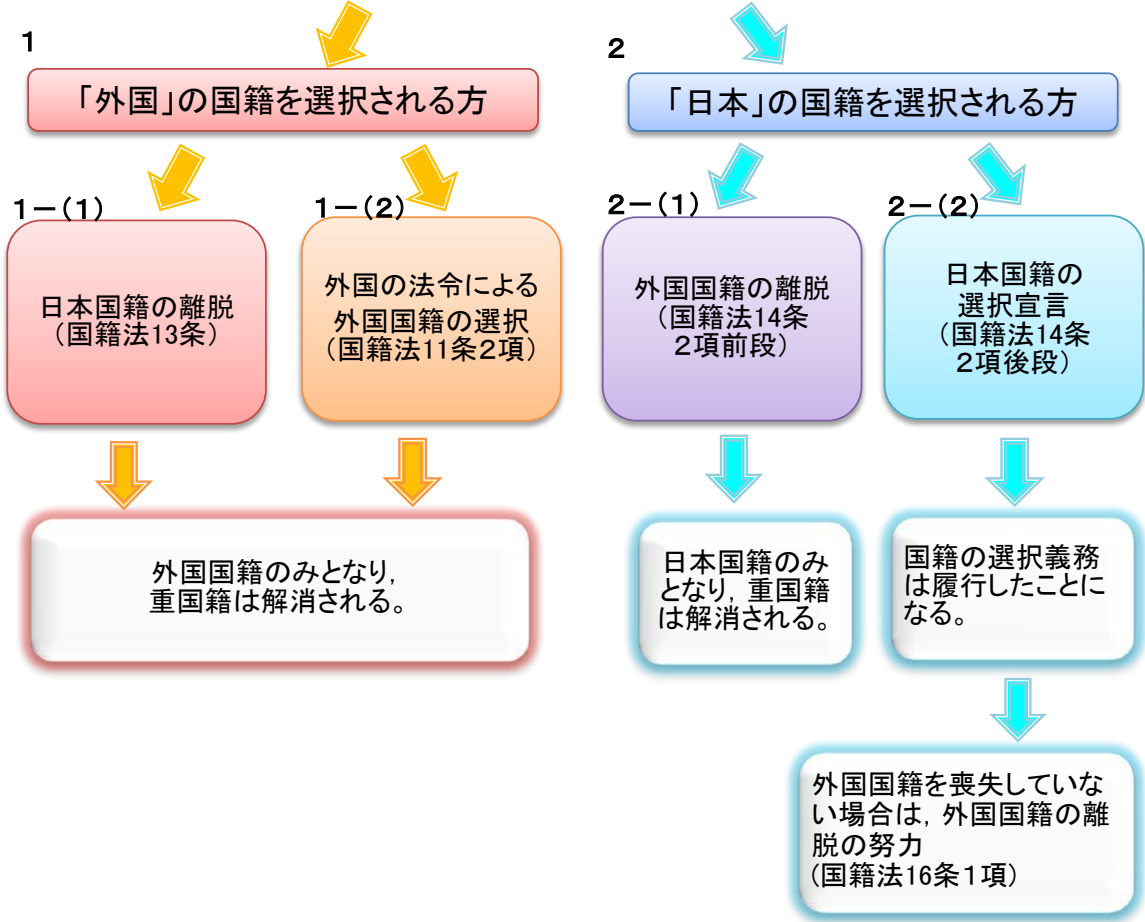 1
「外国」の国籍を選択される方
2
「日本」の国籍を選択される方
1－(1)
日本国籍の離脱
(国籍法13条)
1－(2)
外国の法令による
外国国籍の選択
(国籍法11条２項)
2－(1)
外国国籍の離脱
(国籍法14条
２項前段)
2－(2)
日本国籍の
選択宣言
(国籍法14条
２項後段)
外国国籍のみとなり，
重国籍は解消される。
日本国籍のみ
となり，重国籍
は解消される。
国籍の選択義務
は履行したことに
なる。
外国国籍を喪失していな
い場合は，外国国籍の離
脱の努力
(国籍法16条１項)